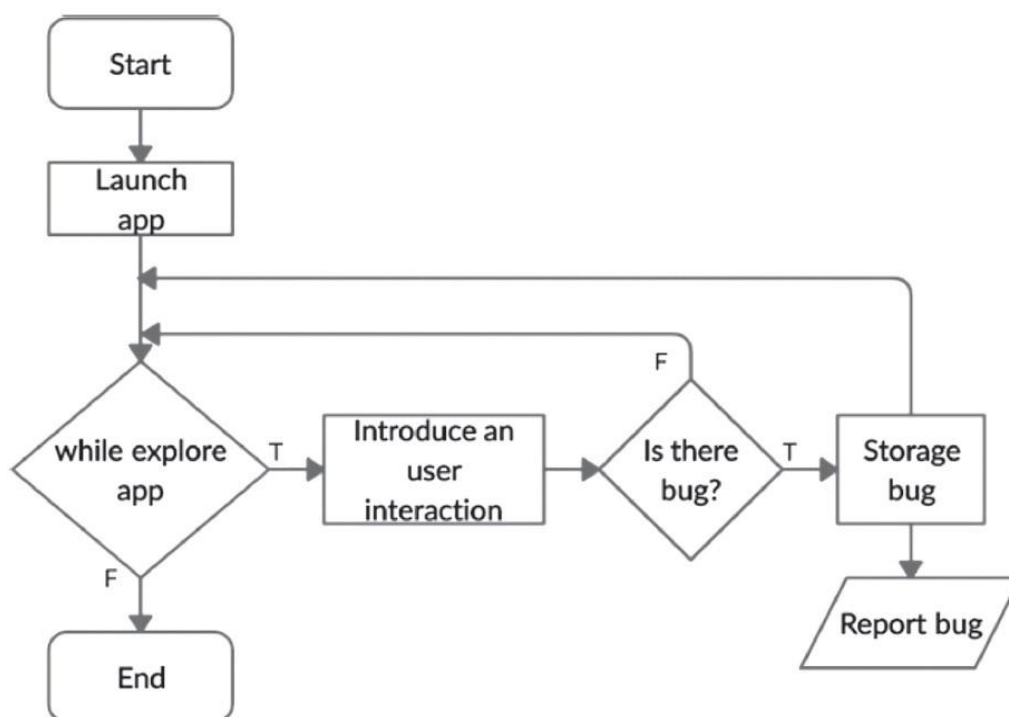 Start
Launch
app
F
while explore
app
T
Introduce an
user
interaction
Is there
bug?
T
Storage
bug
F
Report bug
End